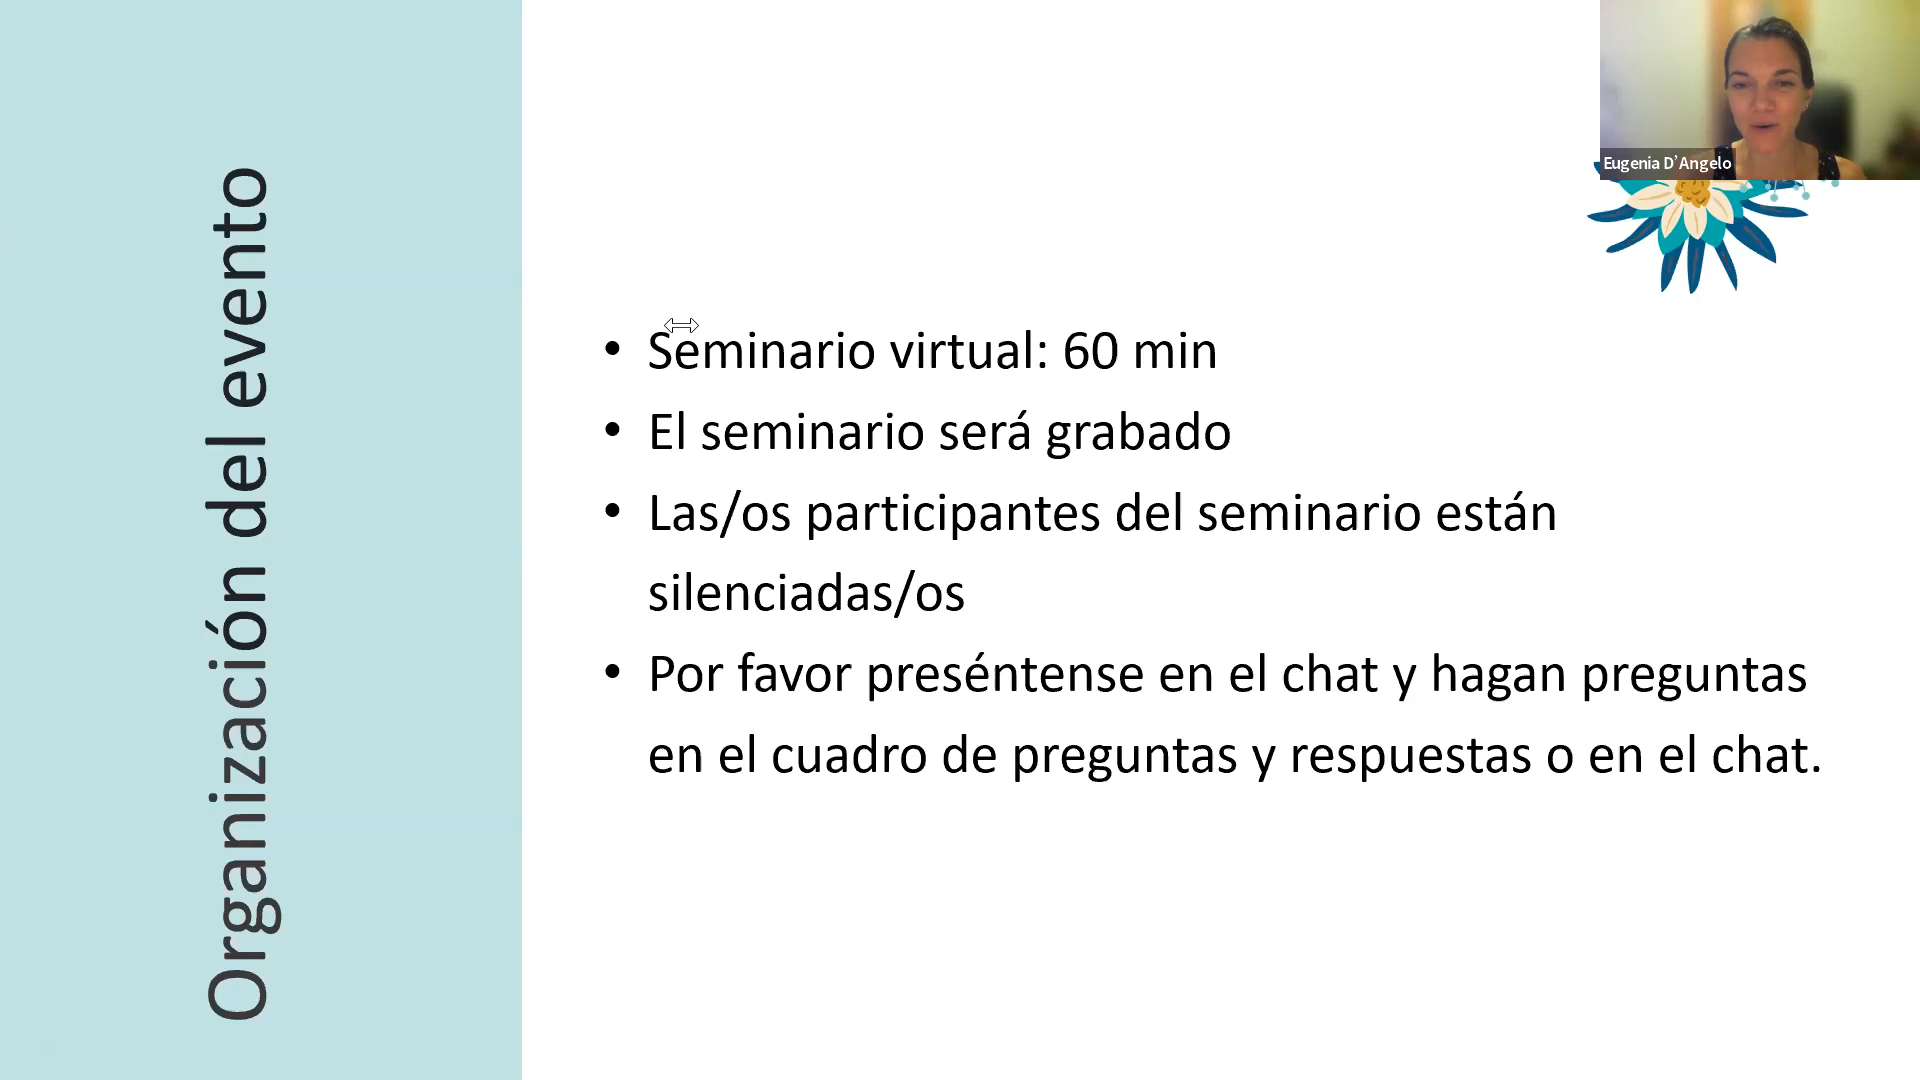 Organización del evento
Eugenia D'Angelo
• Seminario virtual: 60 min
• El seminario será grabado
• Las/os participantes del seminario están
silenciadas/os
• Por favor preséntense en el chat y hagan preguntas
en el cuadro de preguntas y respuestas o en el chat.